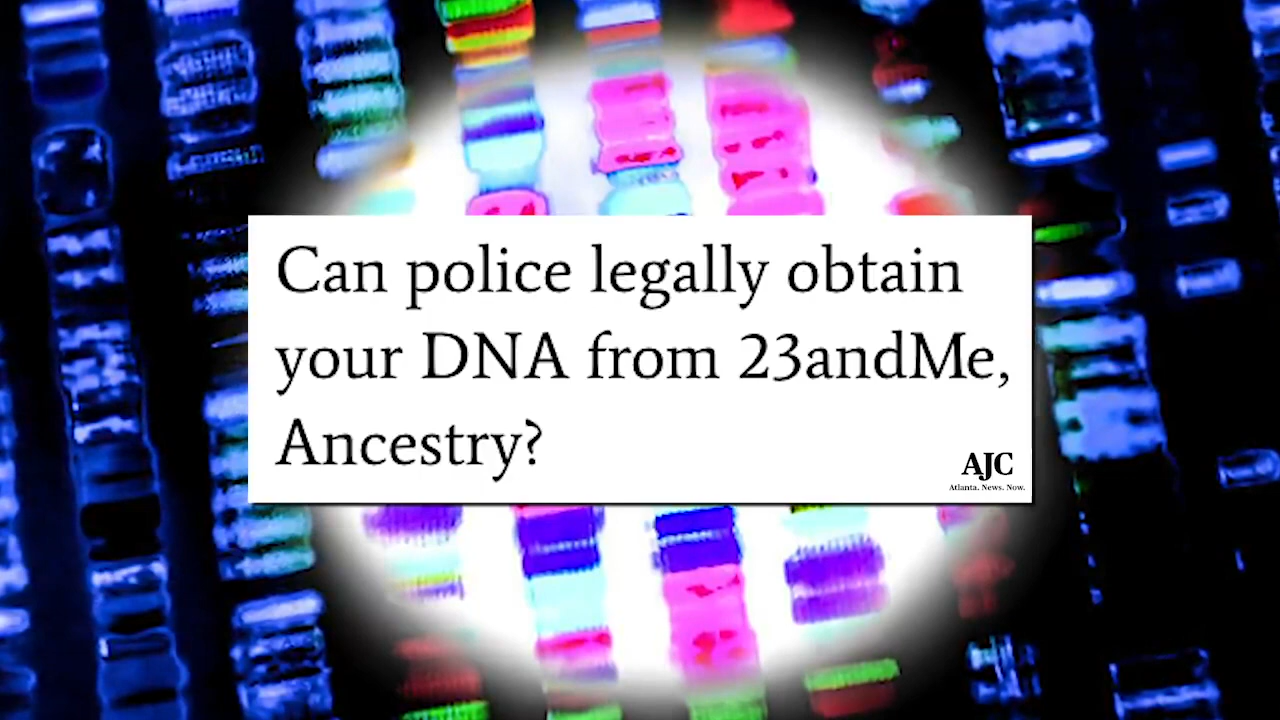 Can police legally obtain
your DNA from 23andMe,
Ancestry?
AJC
Atlanta. News. Now.